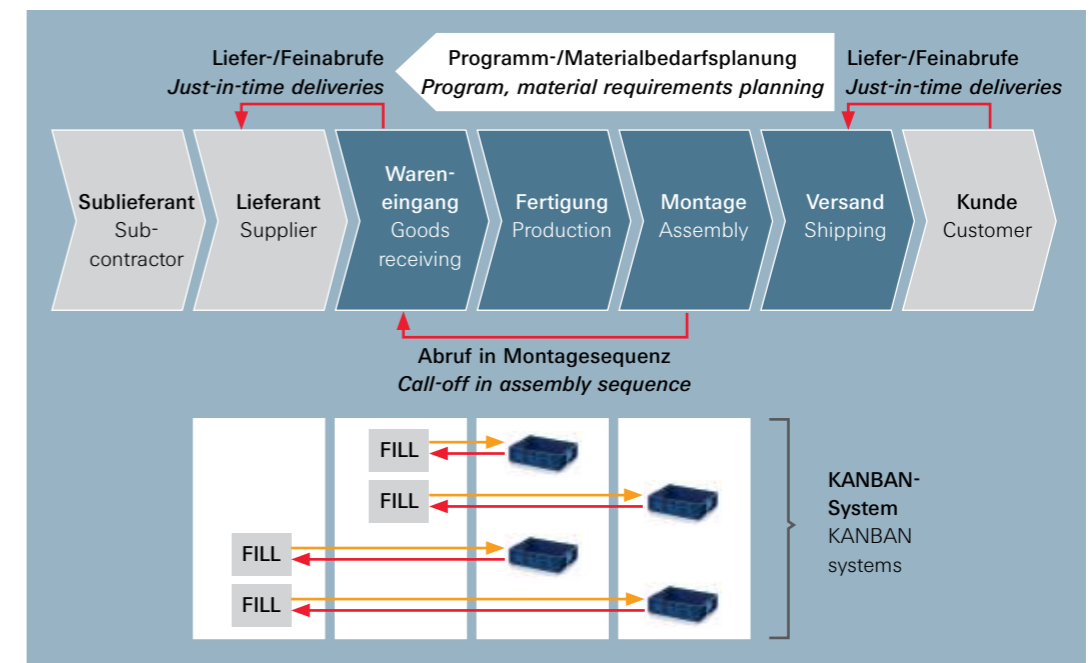 Liefer-/Feinabrufe
Just-in-time deliveries
Programm-/Materialbedarfsplanung
Program, material requirements planning
Liefer-/Feinabrufe
Just-in-time deliveries
Sublieferant
Sub-
contractor
Lieferant
Supplier
Waren-
eingang
Goods
receiving
Fertigung
Production
Montage
Assembly
Versand
Shipping
Kunde
Customer
Abruf in Montagesequenz
Call-off in assembly sequence
FILL
FILL
FILL
FILL
KANBAN-
System
KANBAN
systems